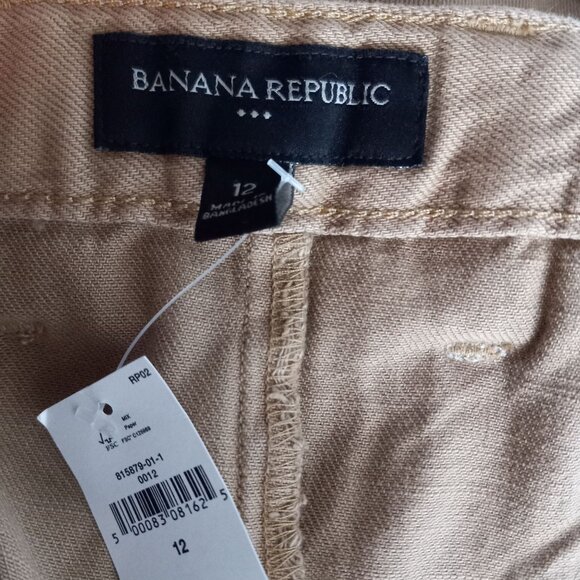 BANANA REPUBLIC
12
MADE IN
BANGLADESH
RP02
MIX
Paper
FSC
815879-01-1
0012
5 00083 08162 5
12